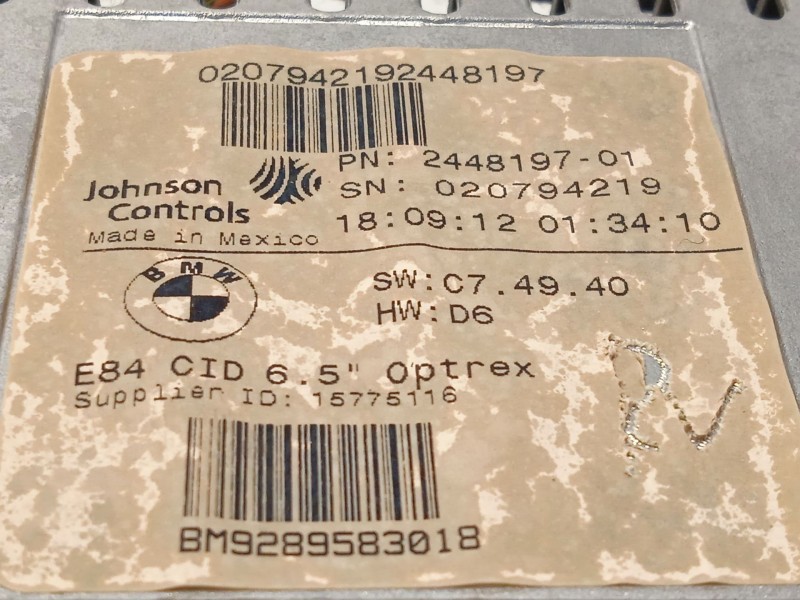 0207942192448197
PN: 2448197-01
Johnson Controls
SN: 020794219
18:09:12 01:34:10
Made in Mexico
BMW
SW:C7.49.40
HW:D6
E84 CID 6.5" Optrex
Supplier ID: 15775116
BM9289583018